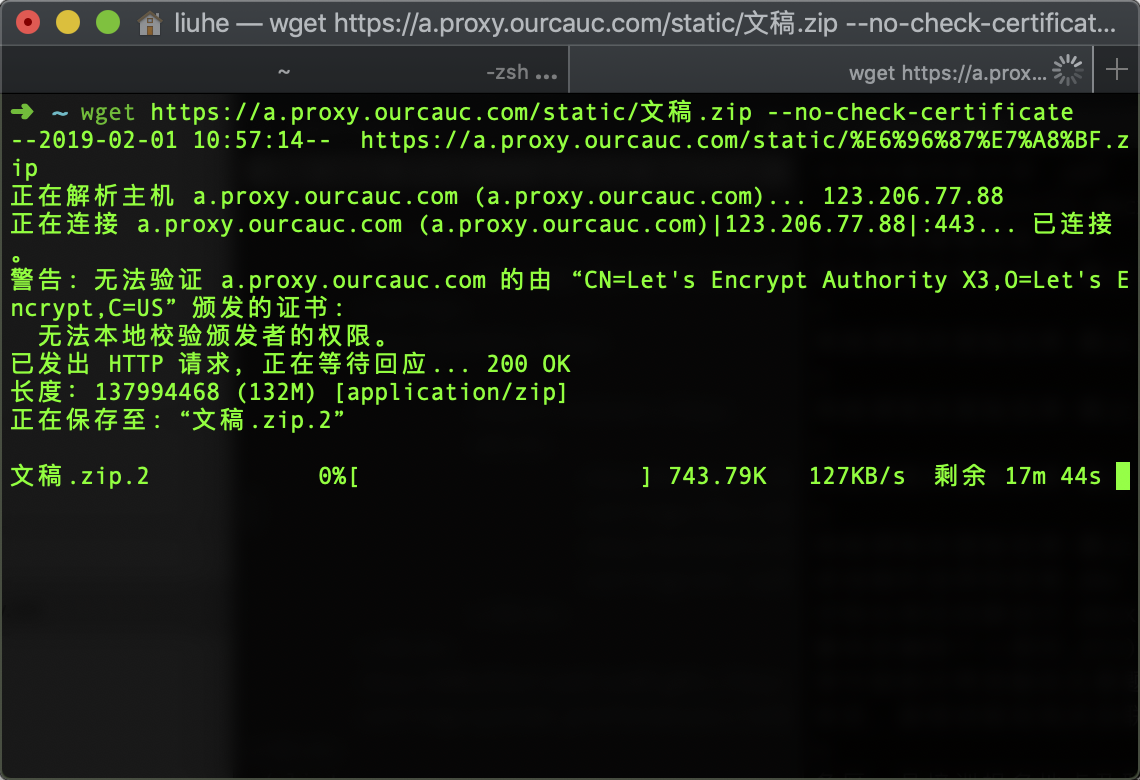 liuhe — wget https://a.proxy.ourcauc.com/static/文稿.zip --no-check-certificat...
~ -zsh ... wget https://a.prox...
➜ ~ wget https://a.proxy.ourcauc.com/static/文稿.zip --no-check-certificate
--2019-02-01 10:57:14-- https://a.proxy.ourcauc.com/static/%E6%96%87%E7%A8%BF.z
ip
正在解析主机 a.proxy.ourcauc.com (a.proxy.ourcauc.com)... 123.206.77.88
正在连接 a.proxy.ourcauc.com (a.proxy.ourcauc.com)|123.206.77.88|:443... 已连接
。
警告: 无法验证 a.proxy.ourcauc.com 的由 “CN=Let's Encrypt Authority X3,O=Let's E
ncrypt,C=US” 颁发的证书:
无法本地校验颁发者的权限。
已发出 HTTP 请求, 正在等待回应... 200 OK
长度: 137994468 (132M) [application/zip]
正在保存至: “文稿.zip.2”
文稿.zip.2 0%[ ] 743.79K 127KB/s 剩余 17m 44s